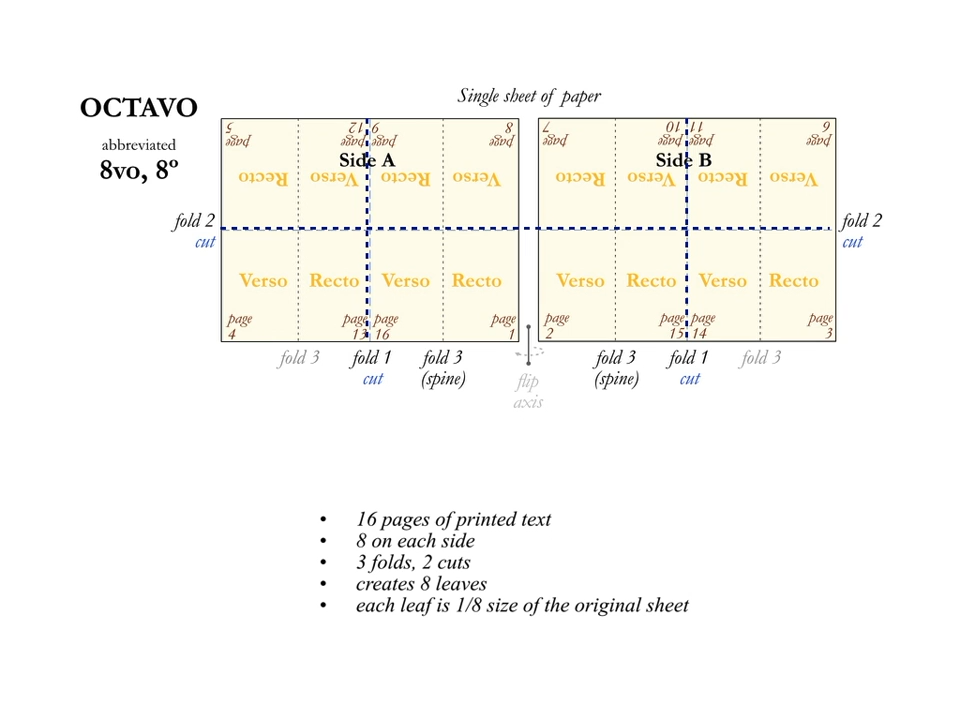 OCTAVO
abbreviated
8vo, 8º
Single sheet of paper
Side A
5
page
12
page
9
page
8
page
Recto
Verso
Recto
Verso
fold 2
cut
Verso
Recto
Verso
Recto
page
4
page
13
page
16
page
1
fold 3
fold 1
cut
fold 3
(spine)
flip
axis
Side B
7
page
10
page
11
page
6
page
Recto
Verso
Recto
Verso
fold 2
cut
Verso
Recto
Verso
Recto
page
2
page
15
page
14
page
3
fold 3
(spine)
fold 1
cut
fold 3
• 16 pages of printed text
• 8 on each side
• 3 folds, 2 cuts
• creates 8 leaves
• each leaf is 1/8 size of the original sheet